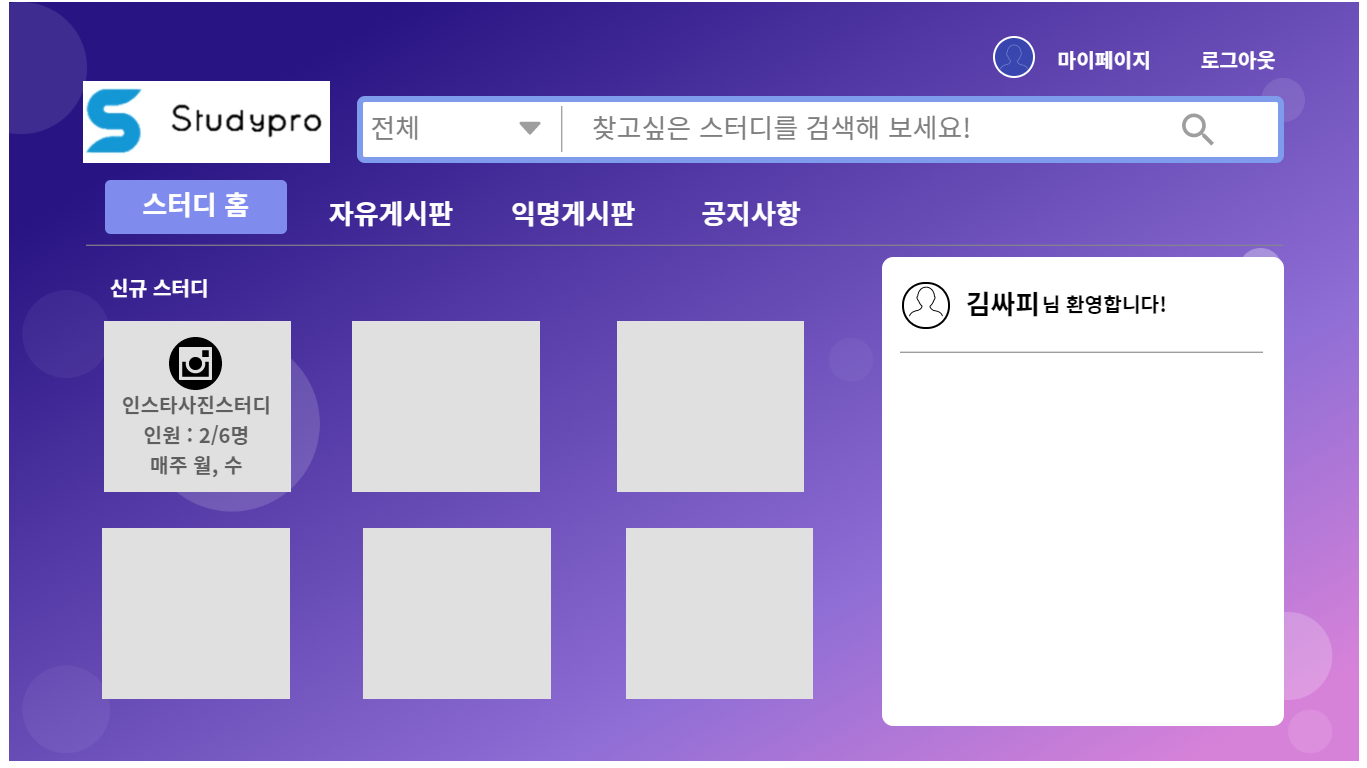 마이페이지 로그아웃
Studypro
전체 찾고싶은 스터디를 검색해 보세요!
스터디 홈 자유게시판 익명게시판 공지사항
신규 스터디
인스타사진스터디
인원 : 2/6명
매주 월, 수
김싸피님 환영합니다!